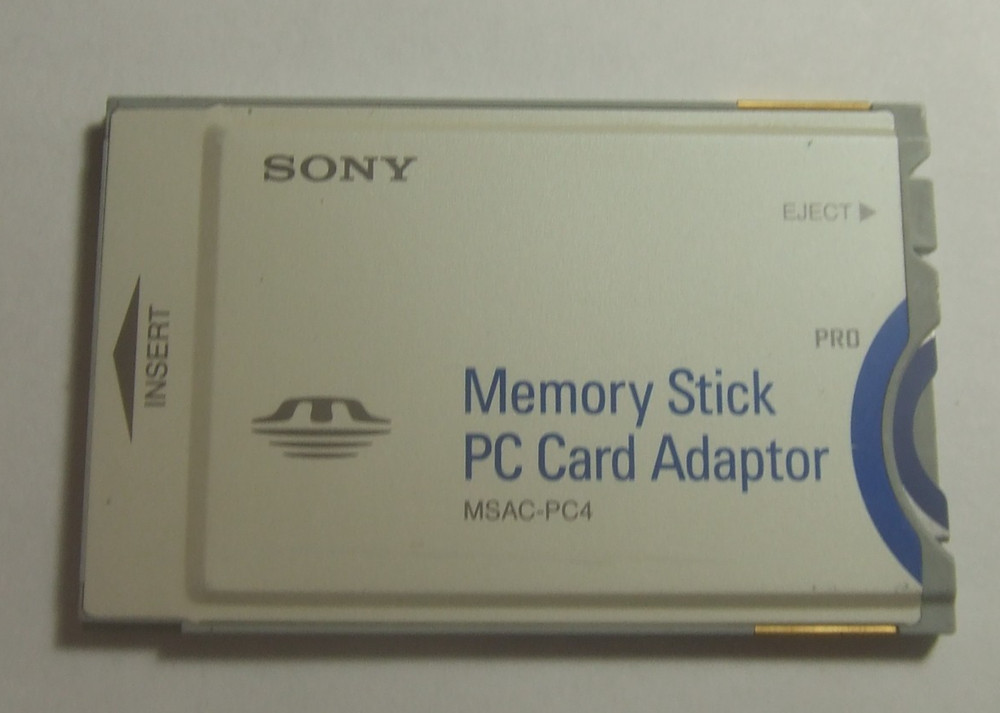 SONY
EJECT
INSERT
PRO
Memory Stick
PC Card Adaptor
MSAC-PC4